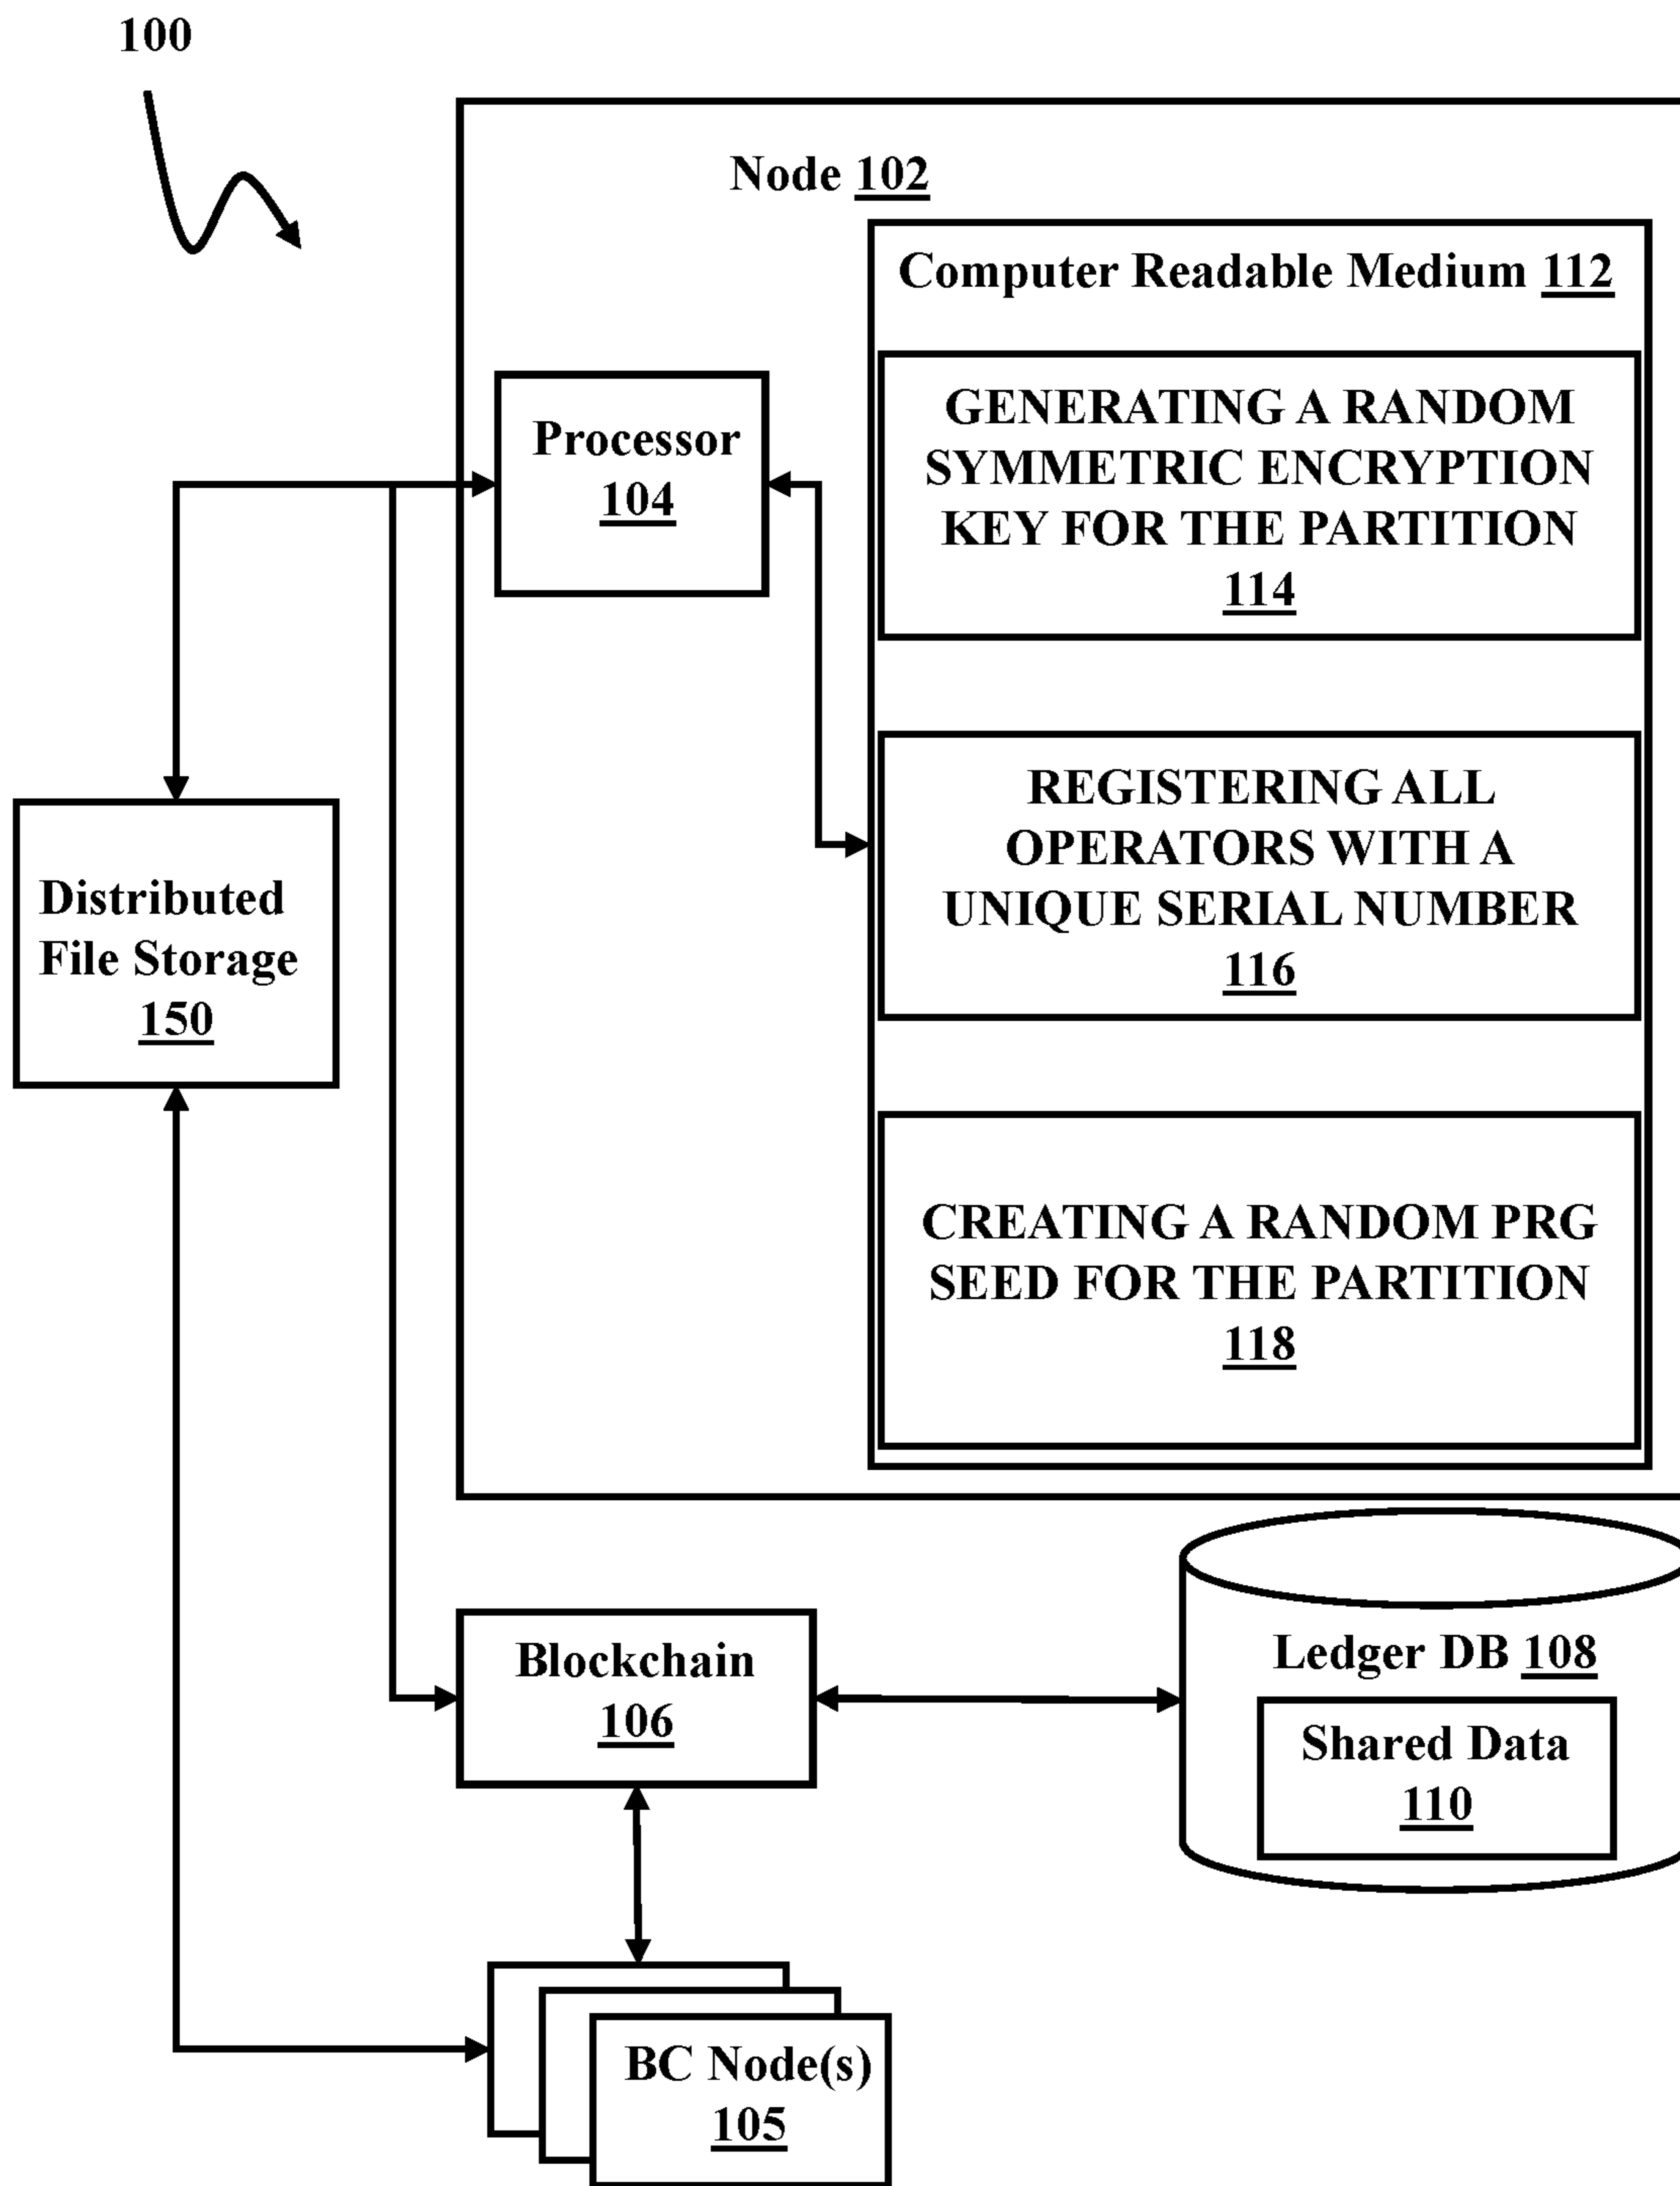 100
Node 102
Computer Readable Medium 112
GENERATING A RANDOM
SYMMETRIC ENCRYPTION
KEY FOR THE PARTITION
114
Processor
104
REGISTERING ALL
OPERATORS WITH A
UNIQUE SERIAL NUMBER
116
Distributed
File Storage
150
CREATING A RANDOM PRG
SEED FOR THE PARTITION
118
Blockchain
106
Ledger DB 108
Shared Data
110
BC Node(s)
105